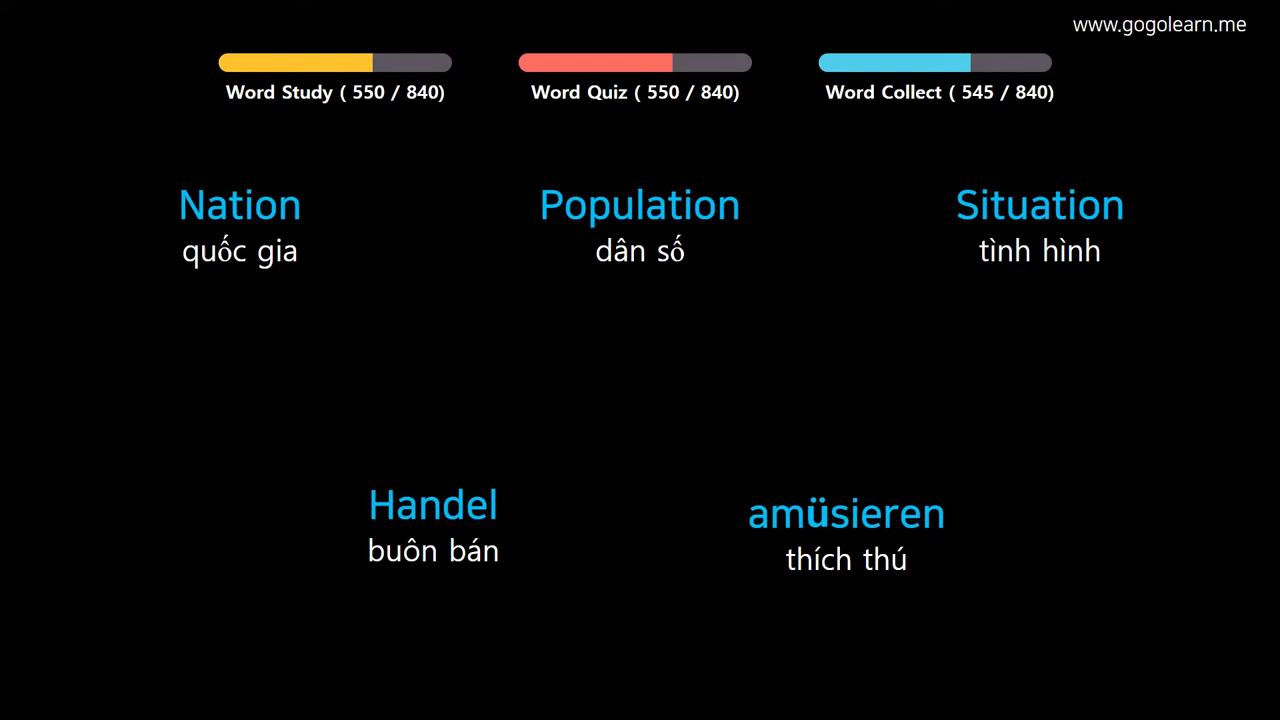 www.gogolearn.me
Word Study ( 550 / 840)
Word Quiz ( 550 / 840)
Word Collect ( 545 / 840)
Nation
quốc gia
Population
dân số
Situation
tình hình
Handel
buôn bán
amüsieren
thích thú